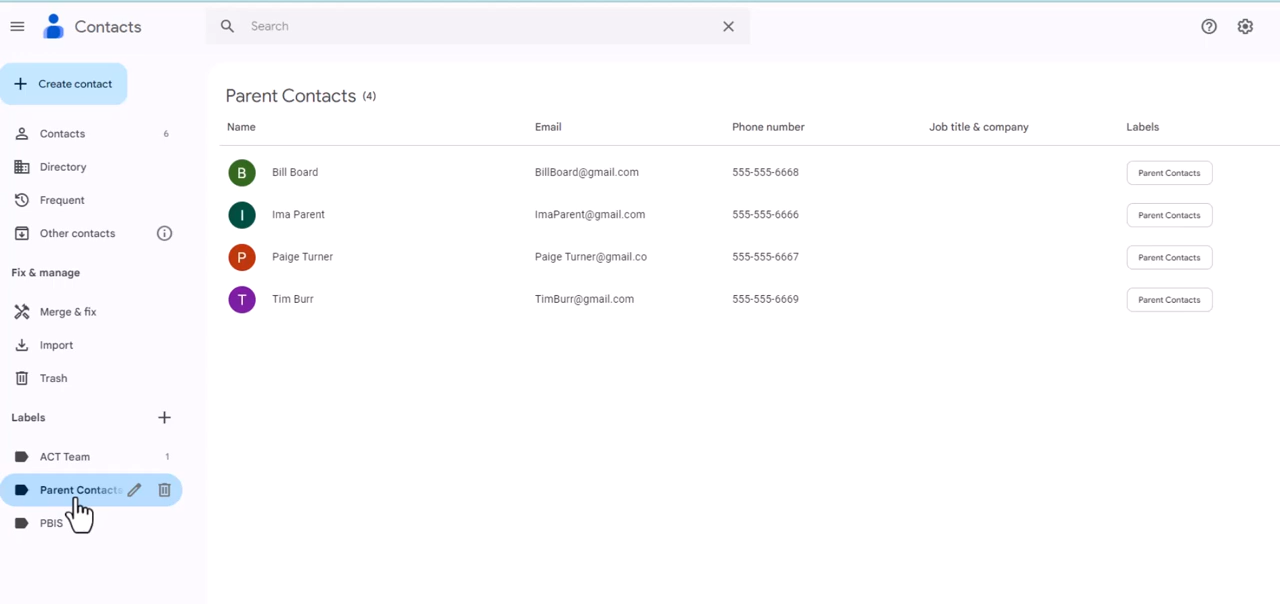 Contacts
Search
Create contact
Contacts 6
Directory
Frequent
Other contacts
Fix & manage
Merge & fix
Import
Trash
Labels
ACT Team 1
Parent Contacts
PBIS
Parent Contacts (4)
Name Email Phone number Job title & company Labels
B Bill Board BillBoard@gmail.com 555-555-6668 Parent Contacts
I Ima Parent ImaParent@gmail.com 555-555-6666 Parent Contacts
P Paige Turner Paige Turner@gmail.co 555-555-6667 Parent Contacts
T Tim Burr TimBurr@gmail.com 555-555-6669 Parent Contacts